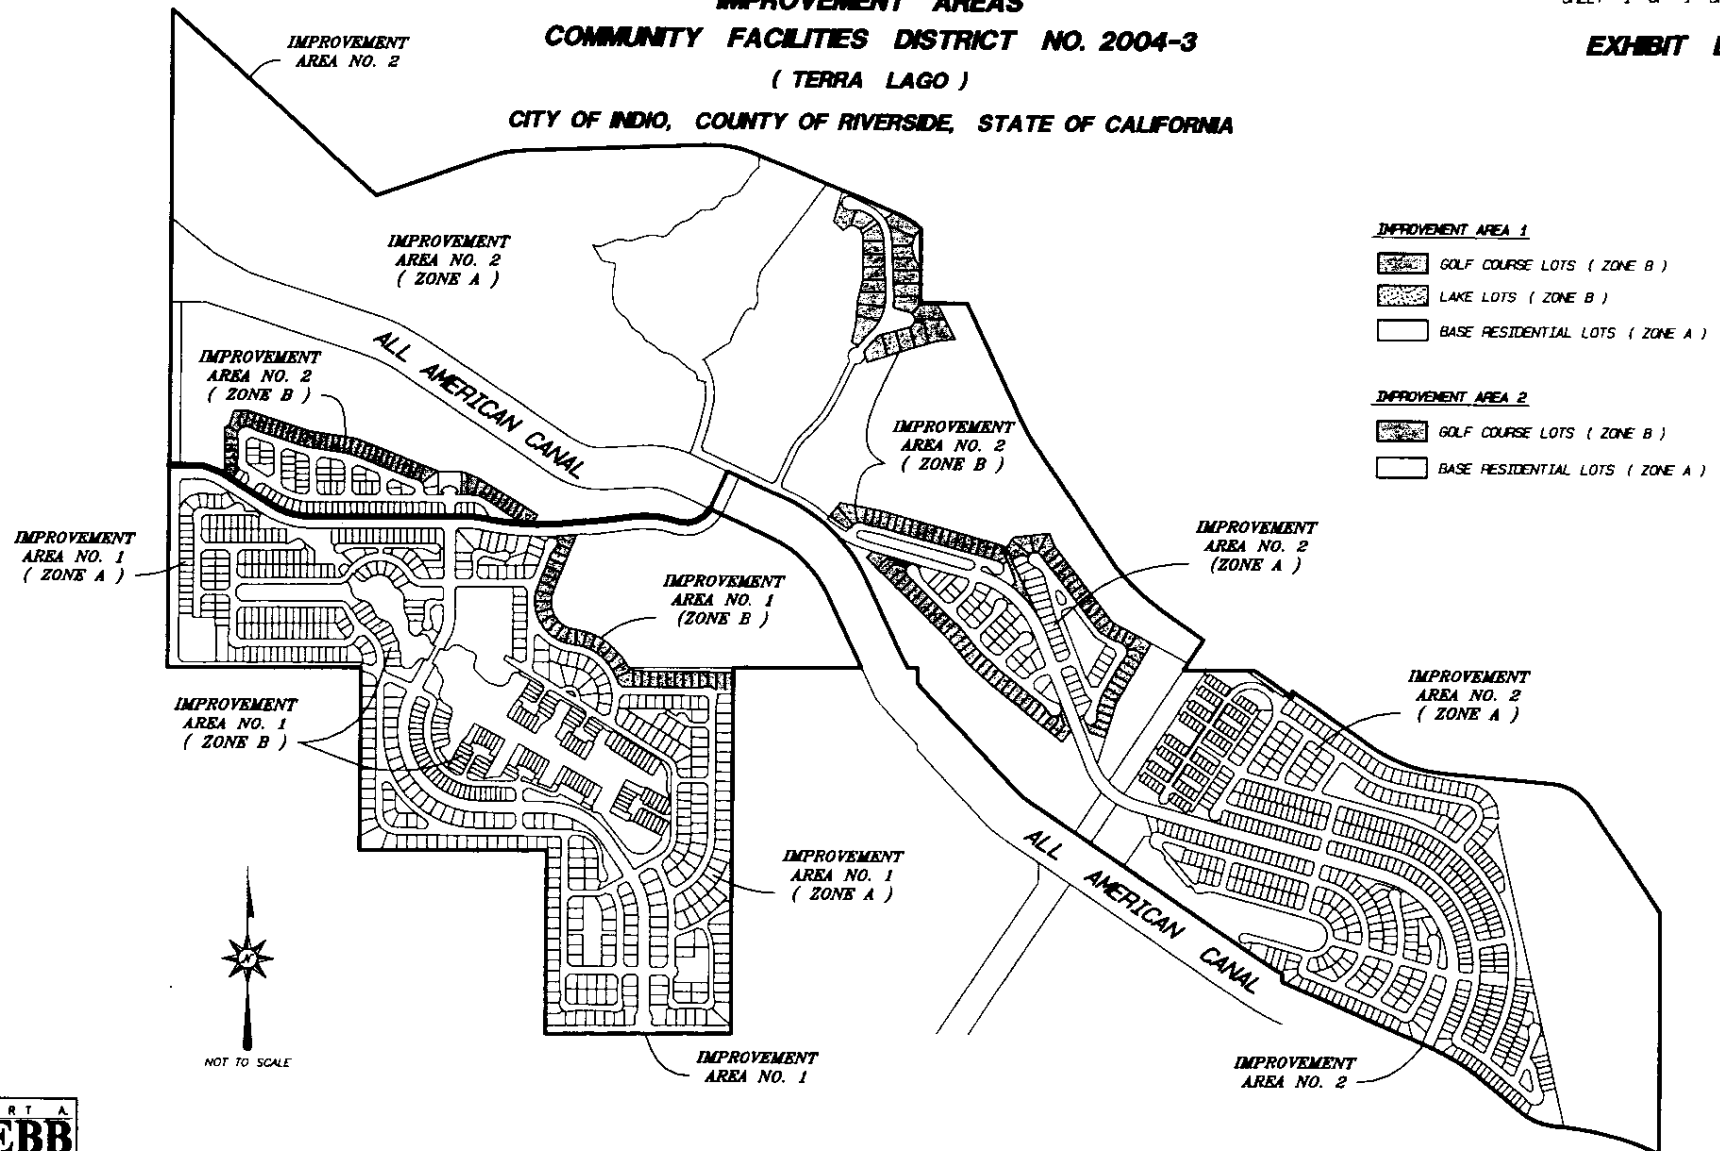 IMPROVEMENT AREAS
COMMUNITY FACILITIES DISTRICT NO. 2004-3
( TERRA LAGO )
CITY OF INDIO, COUNTY OF RIVERSIDE, STATE OF CALIFORNIA
EXHIBIT
IMPROVEMENT
AREA NO. 2
IMPROVEMENT
AREA NO. 2
( ZONE A )
IMPROVEMENT AREA 1
GOLF COURSE LOTS ( ZONE B )
LAKE LOTS ( ZONE B )
BASE RESIDENTIAL LOTS ( ZONE A )
IMPROVEMENT AREA 2
GOLF COURSE LOTS ( ZONE B )
BASE RESIDENTIAL LOTS ( ZONE A )
ALL AMERICAN CANAL
IMPROVEMENT
AREA NO. 2
( ZONE B )
IMPROVEMENT
AREA NO. 2
( ZONE B )
IMPROVEMENT
AREA NO. 1
( ZONE A )
IMPROVEMENT
AREA NO. 2
(ZONE A )
IMPROVEMENT
AREA NO. 1
(ZONE B )
IMPROVEMENT
AREA NO. 1
( ZONE B )
IMPROVEMENT
AREA NO. 2
( ZONE A )
IMPROVEMENT
AREA NO. 1
( ZONE A )
ALL AMERICAN CANAL
N
NOT TO SCALE
IMPROVEMENT
AREA NO. 1
IMPROVEMENT
AREA NO. 2
R T A.
EBB